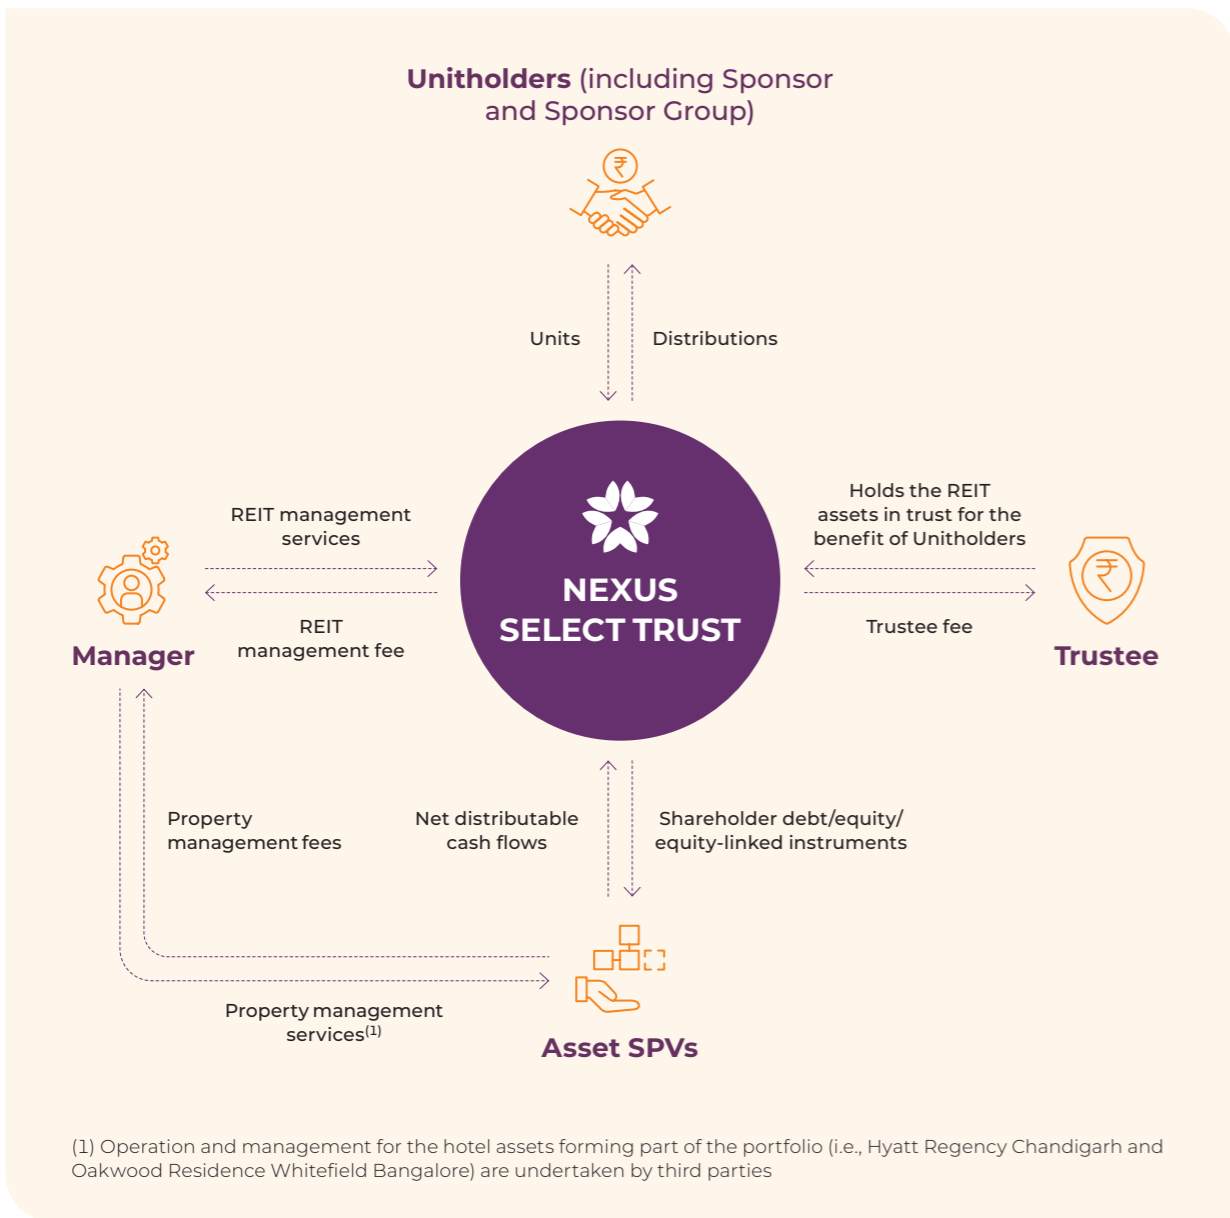 Unitholders (including Sponsor
and Sponsor Group)
₹
Units
Distributions
REIT management
services
NEXUS
SELECT TRUST
Holds the REIT
assets in trust for the
benefit of Unitholders
₹
REIT
management fee
Trustee fee
Manager
Trustee
Property
management fees
Net distributable
cash flows
Shareholder debt/equity/
equity-linked instruments
Property management
services(1)
Asset SPVs
(1) Operation and management for the hotel assets forming part of the portfolio (i.e., Hyatt Regency Chandigarh and
Oakwood Residence Whitefield Bangalore) are undertaken by third parties